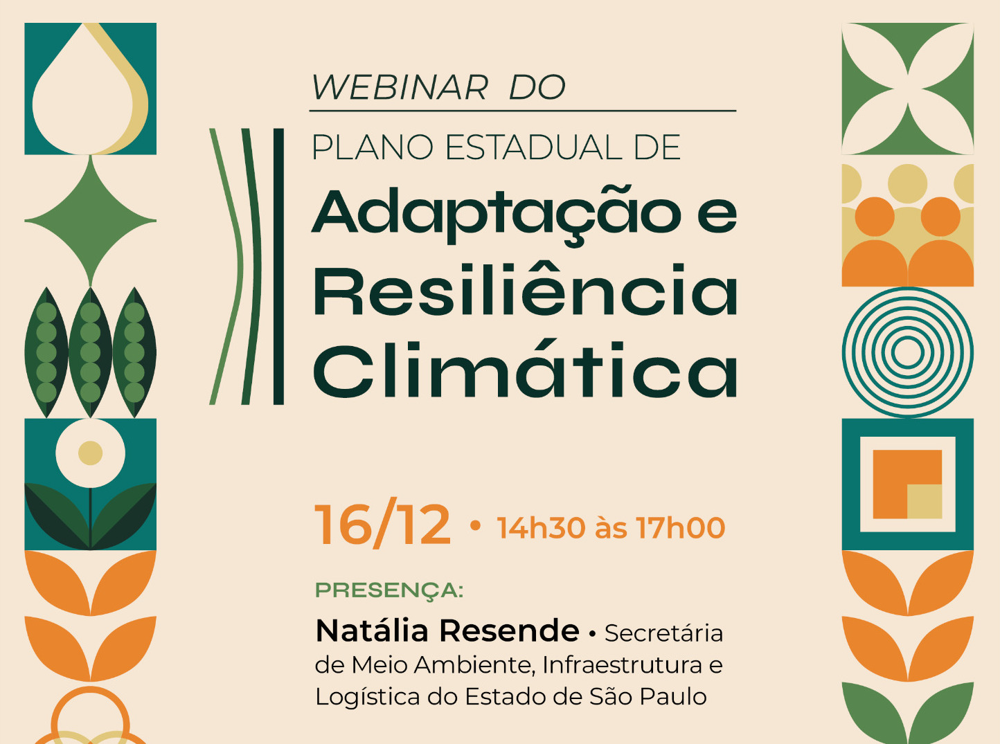 WEBINAR DO
PLANO ESTADUAL DE
Adaptação e
Resiliência
Climática
16/12 • 14h30 às 17h00
PRESENÇA:
Natália Resende • Secretária
de Meio Ambiente, Infraestrutura e
Logística do Estado de São Paulo